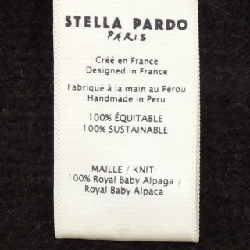 STELLA PARDO
PARIS
Créé en France
Designed in France
Fabriqué à la main au Pérou
Handmade in Peru
100% ÉQUITABLE
100% SUSTAINABLE
MAILLE / KNIT:
100% Royal Baby Alpaga /
Royal Baby Alpaca